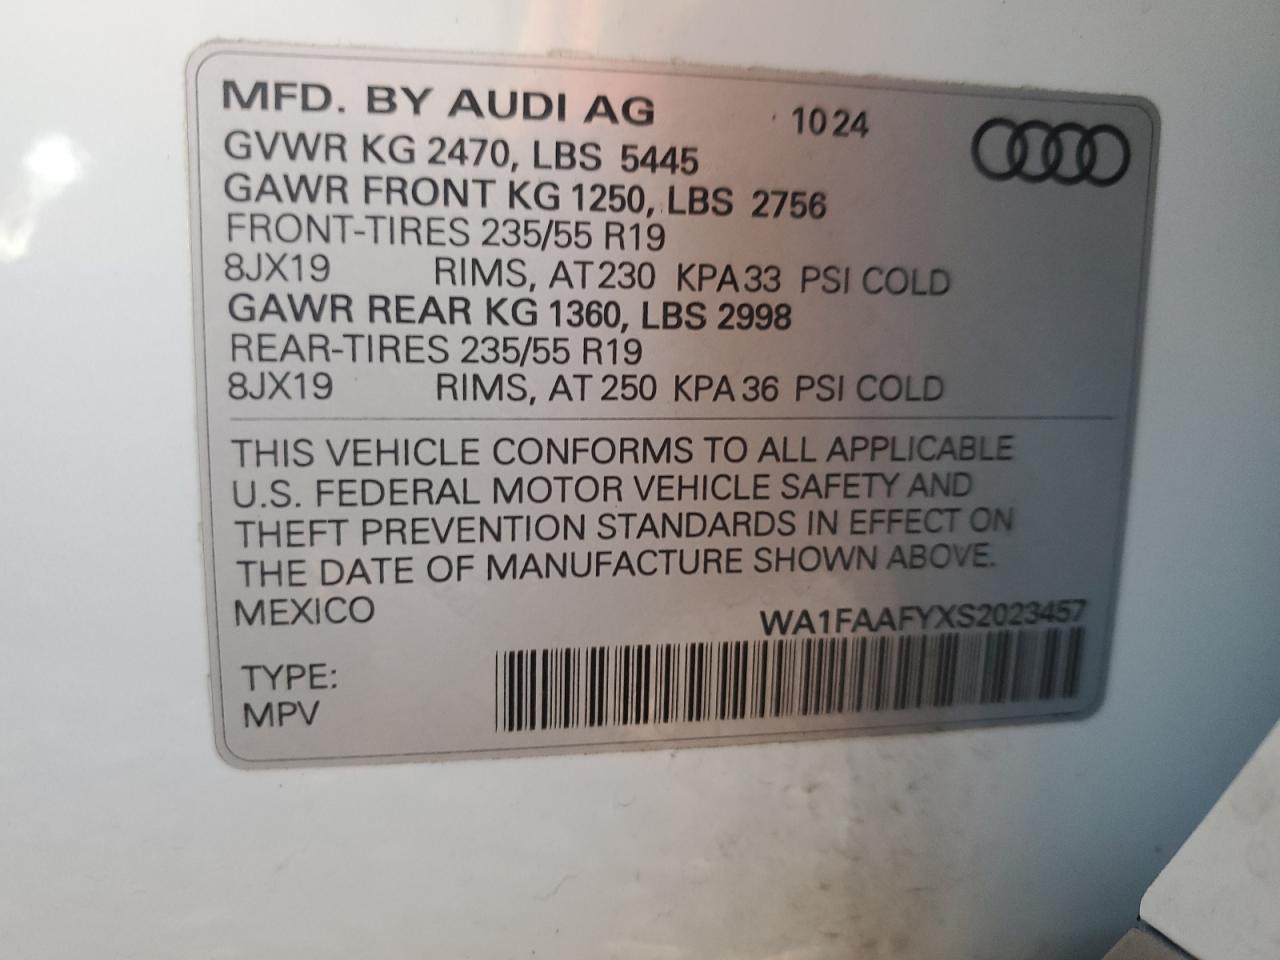 MFD. BY AUDI AG 10 24
GVWR KG 2470, LBS 5445
GAWR FRONT KG 1250, LBS 2756
FRONT-TIRES 235/55 R19
8JX19 RIMS, AT 230 KPA 33 PSI COLD
GAWR REAR KG 1360, LBS 2998
REAR-TIRES 235/55 R19
8JX19 RIMS, AT 250 KPA 36 PSI COLD
THIS VEHICLE CONFORMS TO ALL APPLICABLE
U.S. FEDERAL MOTOR VEHICLE SAFETY AND
THEFT PREVENTION STANDARDS IN EFFECT ON
THE DATE OF MANUFACTURE SHOWN ABOVE.
MEXICO WA1FAAFYXS2023457
TYPE:
MPV